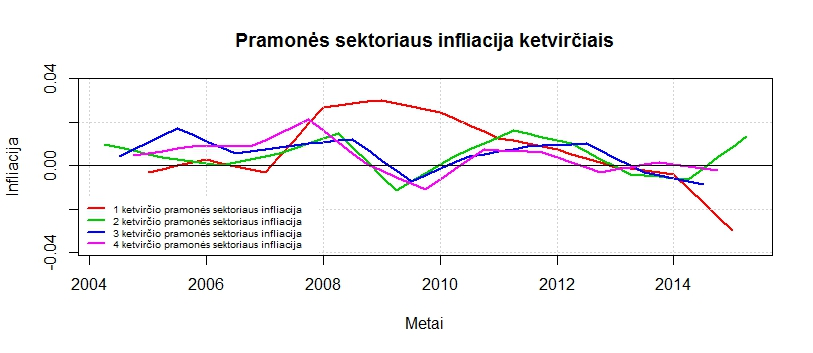 Pramonės sektoriaus infliacija ketvirčiais
Infliacija
0.04
0.00
-0.04
1 ketvirčio pramonės sektoriaus infliacija
2 ketvirčio pramonės sektoriaus infliacija
3 ketvirčio pramonės sektoriaus infliacija
4 ketvirčio pramonės sektoriaus infliacija
2004 2006 2008 2010 2012 2014
Metai